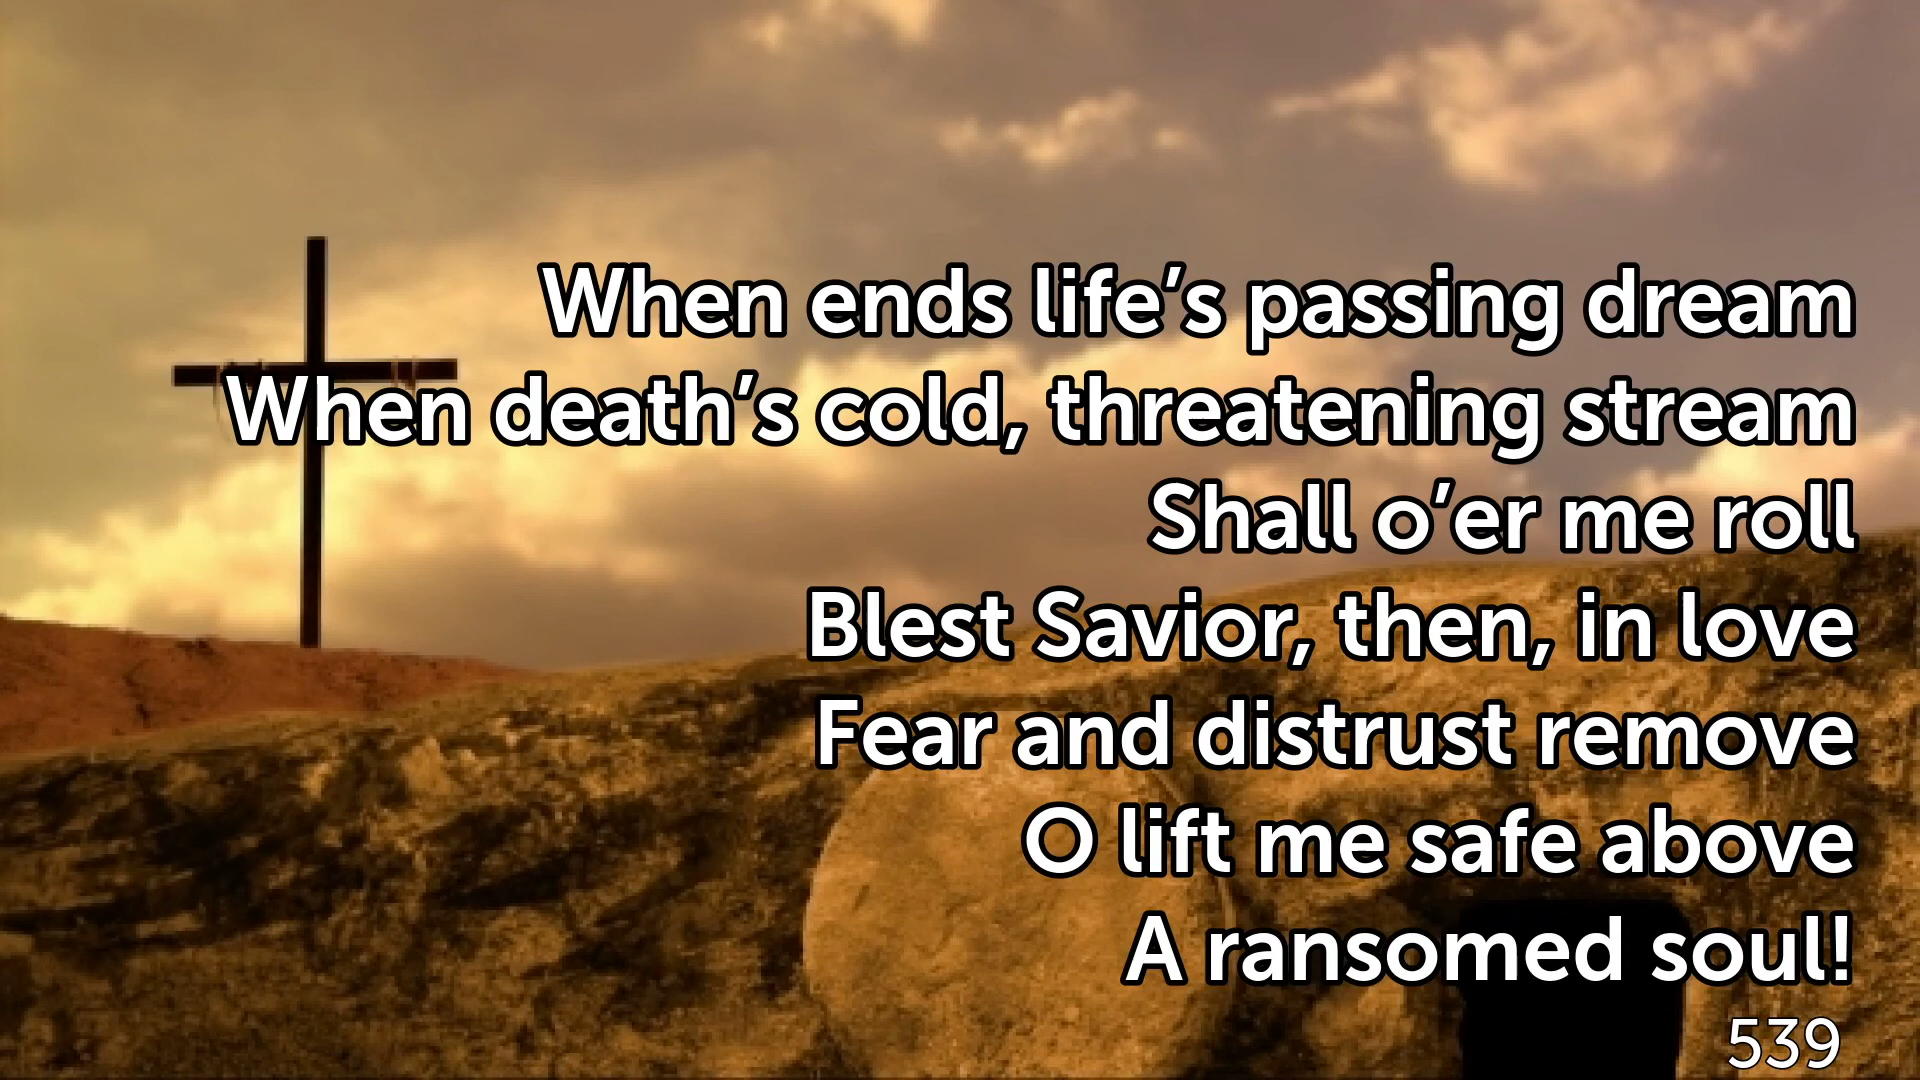 When ends life’s passing dream
When death’s cold, threatening stream
Shall o’er me roll
Blest Savior, then, in love
Fear and distrust remove
O lift me safe above
A ransomed soul!
539